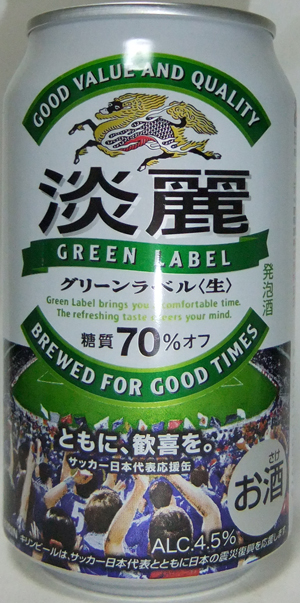 GOOD VALUE AND QUALITY
淡麗
GREEN LABEL
発泡酒
グリーンラベル〈生〉
Green Label brings you a comfortable time.
The refreshing taste cheers your mind.
糖質70%オフ
BREWED FOR GOOD TIMES
ともに、歓喜を。
サッカー日本代表応援缶
さけ
お酒
ALC.4.5%
キリンビールは、サッカー日本代表とともに日本の震災復興を応援します。